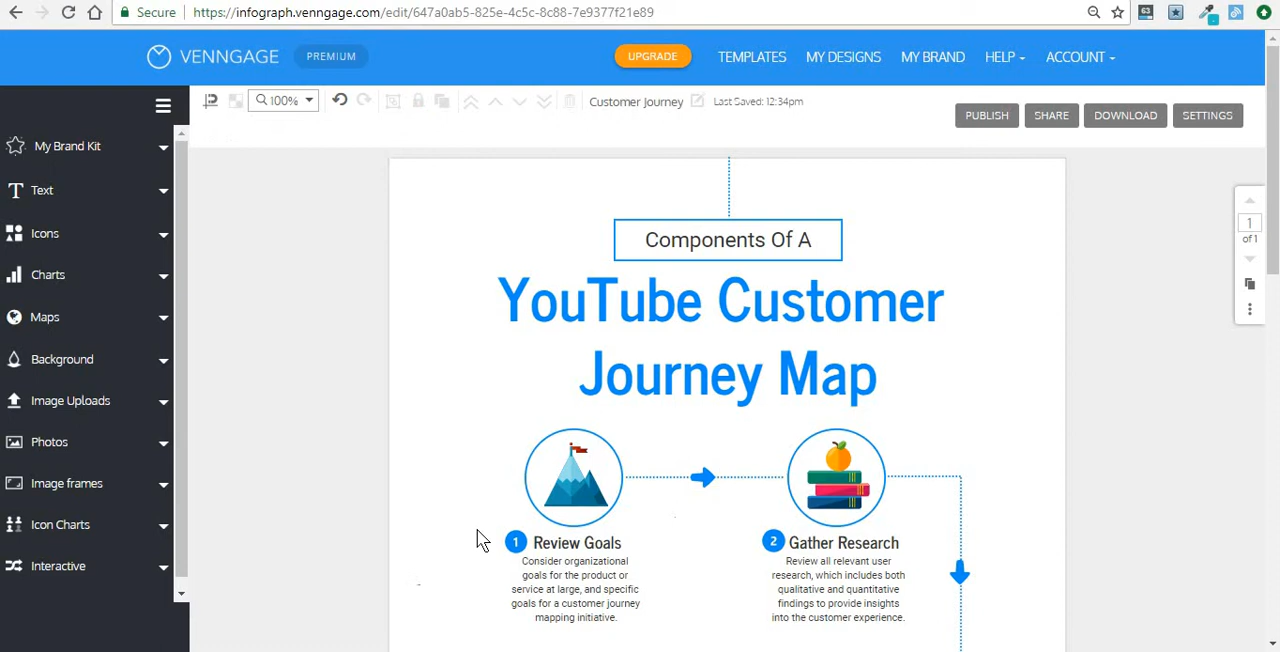 Secure https://infograph.venngage.com/edit/647a0ab5-825e-4c5c-8c88-7e9377f21e89
63
VENNGAGE PREMIUM UPGRADE TEMPLATES MY DESIGNS MY BRAND HELP ACCOUNT
100% Customer Journey Last Saved: 12:34pm
PUBLISH SHARE DOWNLOAD SETTINGS
My Brand Kit
Text
Icons
Charts
Maps
Background
Image Uploads
Photos
Image frames
Icon Charts
Interactive
Components Of A
YouTube Customer
Journey Map
1 Review Goals
Consider organizational
goals for the product or
service at large, and specific
goals for a customer journey
mapping initiative.
2 Gather Research
Review all relevant user
research, which includes both
qualitative and quantitative
findings to provide insights
into the customer experience.
1
of 1